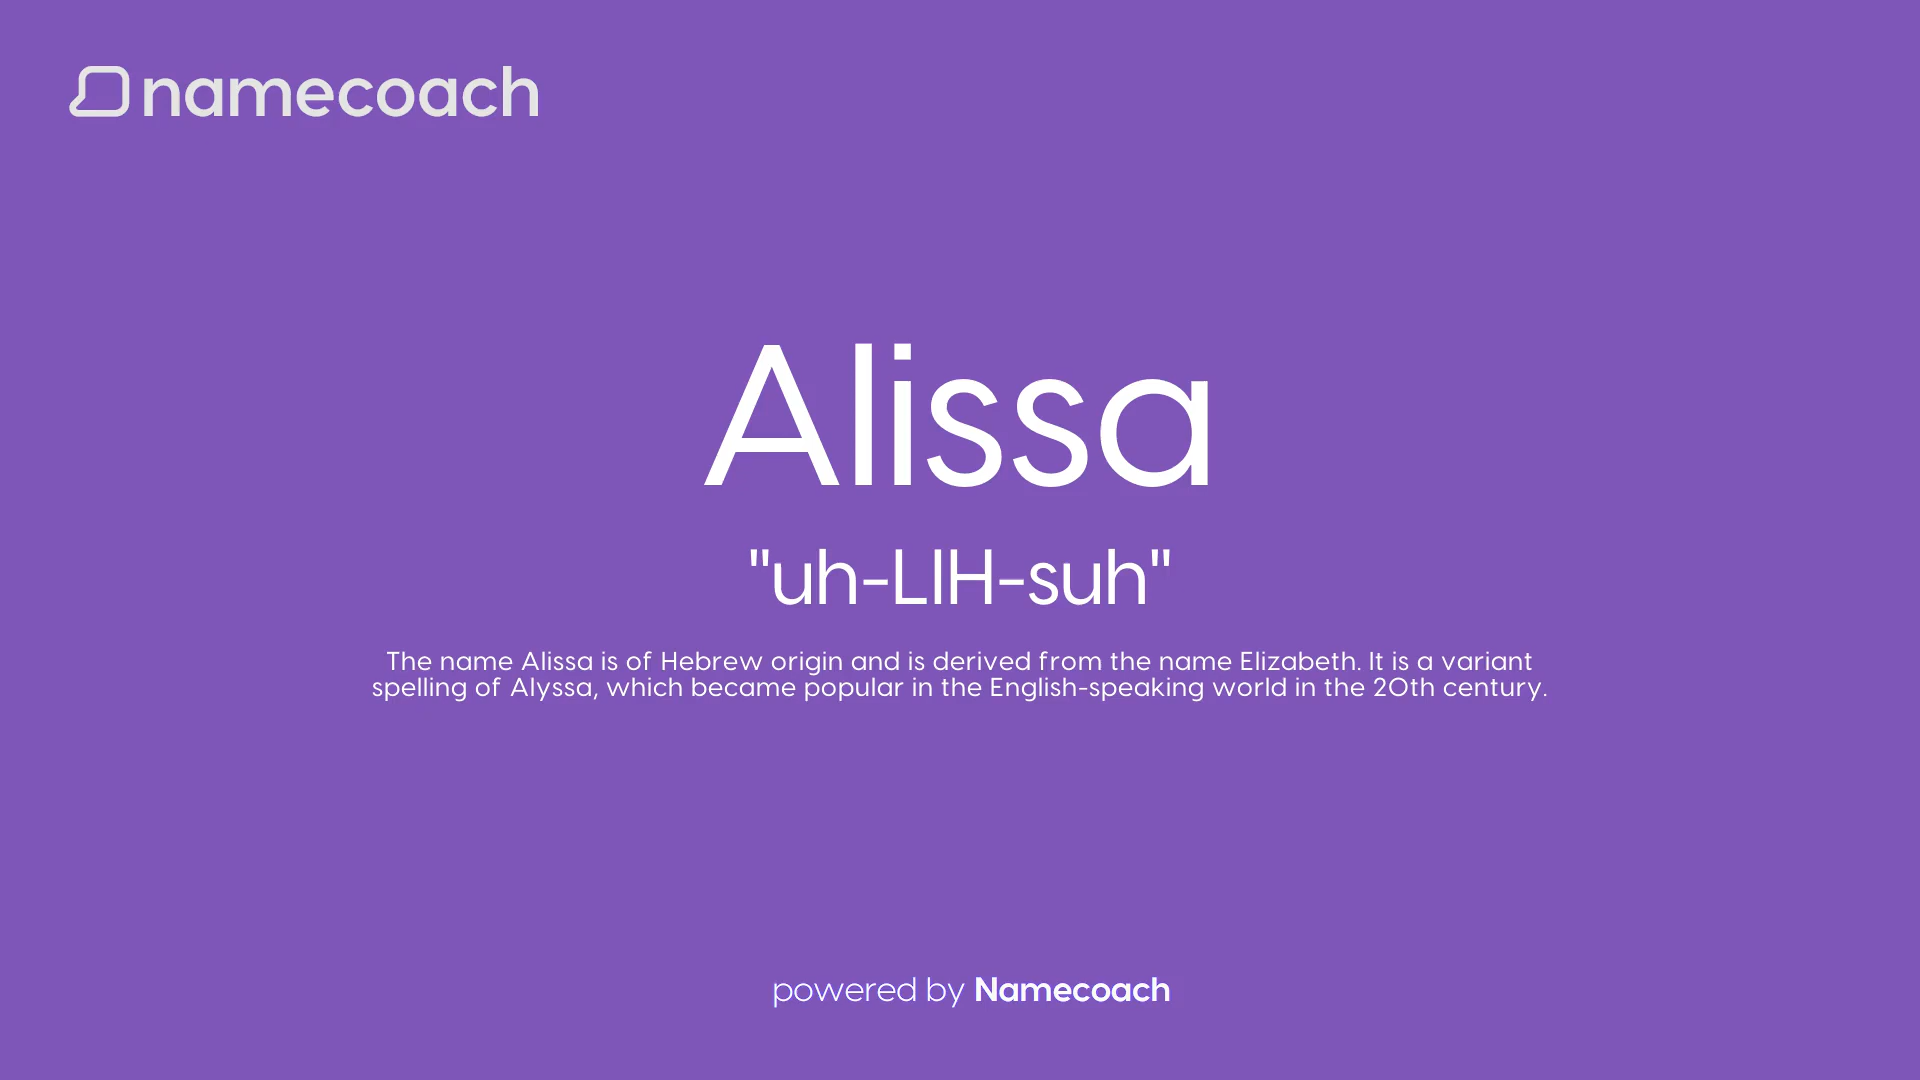 namecoach
Alissa
"uh-LIH-suh"
The name Alissa is of Hebrew origin and is derived from the name Elizabeth. It is a variant
spelling of Alyssa, which became popular in the English-speaking world in the 20th century.
powered by Namecoach